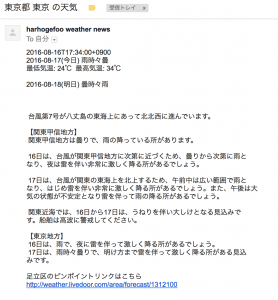 東京都 東京 の天気
受信トレイ x
harhogefoo weather news
To 自分
2016-08-16T17:34:00+0900
2016-08-17(今日) 雨時々曇
最低気温: 24℃ 最高気温: 34℃
2016-08-18(明日) 曇時々雨
台風第7号が八丈島の東海上にあって北北西に進んでいます。
【関東甲信地方】
関東甲信地方は曇りで、雨の降っている所があります。
16日は、台風が関東甲信地方に次第に近づくため、曇りから次第に雨と
なり、夜は雷を伴い非常に激しく降る所があるでしょう。
17日は、台風が関東の東海上を北上するため、午前中は広い範囲で雨と
なり、はじめ雷を伴い非常に激しく降る所があるでしょう。また、午後は大
気の状態が不安定となり雷を伴って雨の降る所があるでしょう。
関東近海では、16日から17日は、うねりを伴い大しけとなる見込みで
す。船舶は高波に警戒してください。
【東京地方】
16日は、雨で、夜に雷を伴って激しく降る所があるでしょう。
17日は、雨時々曇りで、明け方まで雷を伴って激しく降る所がある見込
みです。
足立区のピンポイントリンクはこちら
http://weather.livedoor.com/area/forecast/1312100